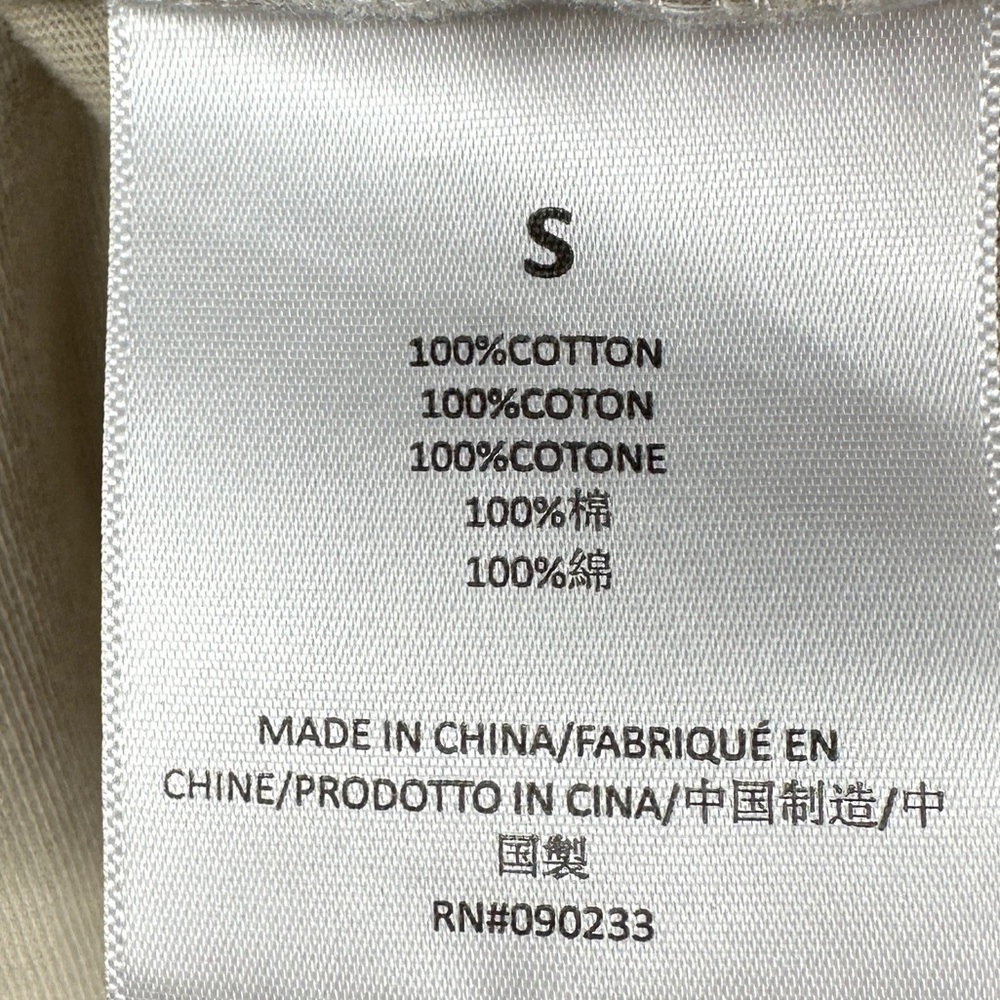 S
100%COTTON
100%COTON
100%COTONE
100%棉
100%綿
MADE IN CHINA/FABRIQUÉ EN
CHINE/PRODOTTO IN CINA/中国制造/中
国製
RN#090233